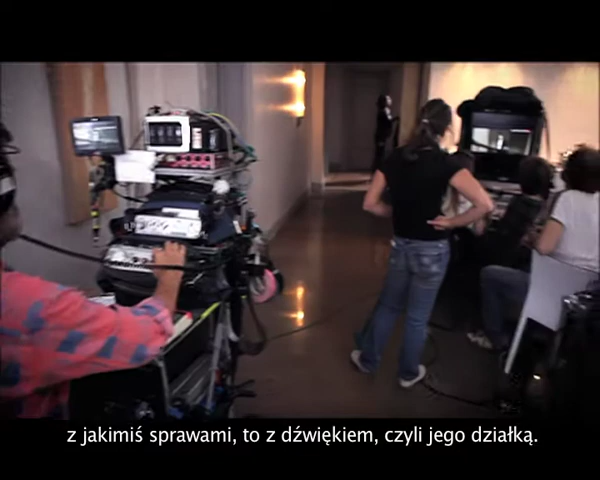 z jakimiś sprawami, to z dźwiękiem, czyli jego działką.